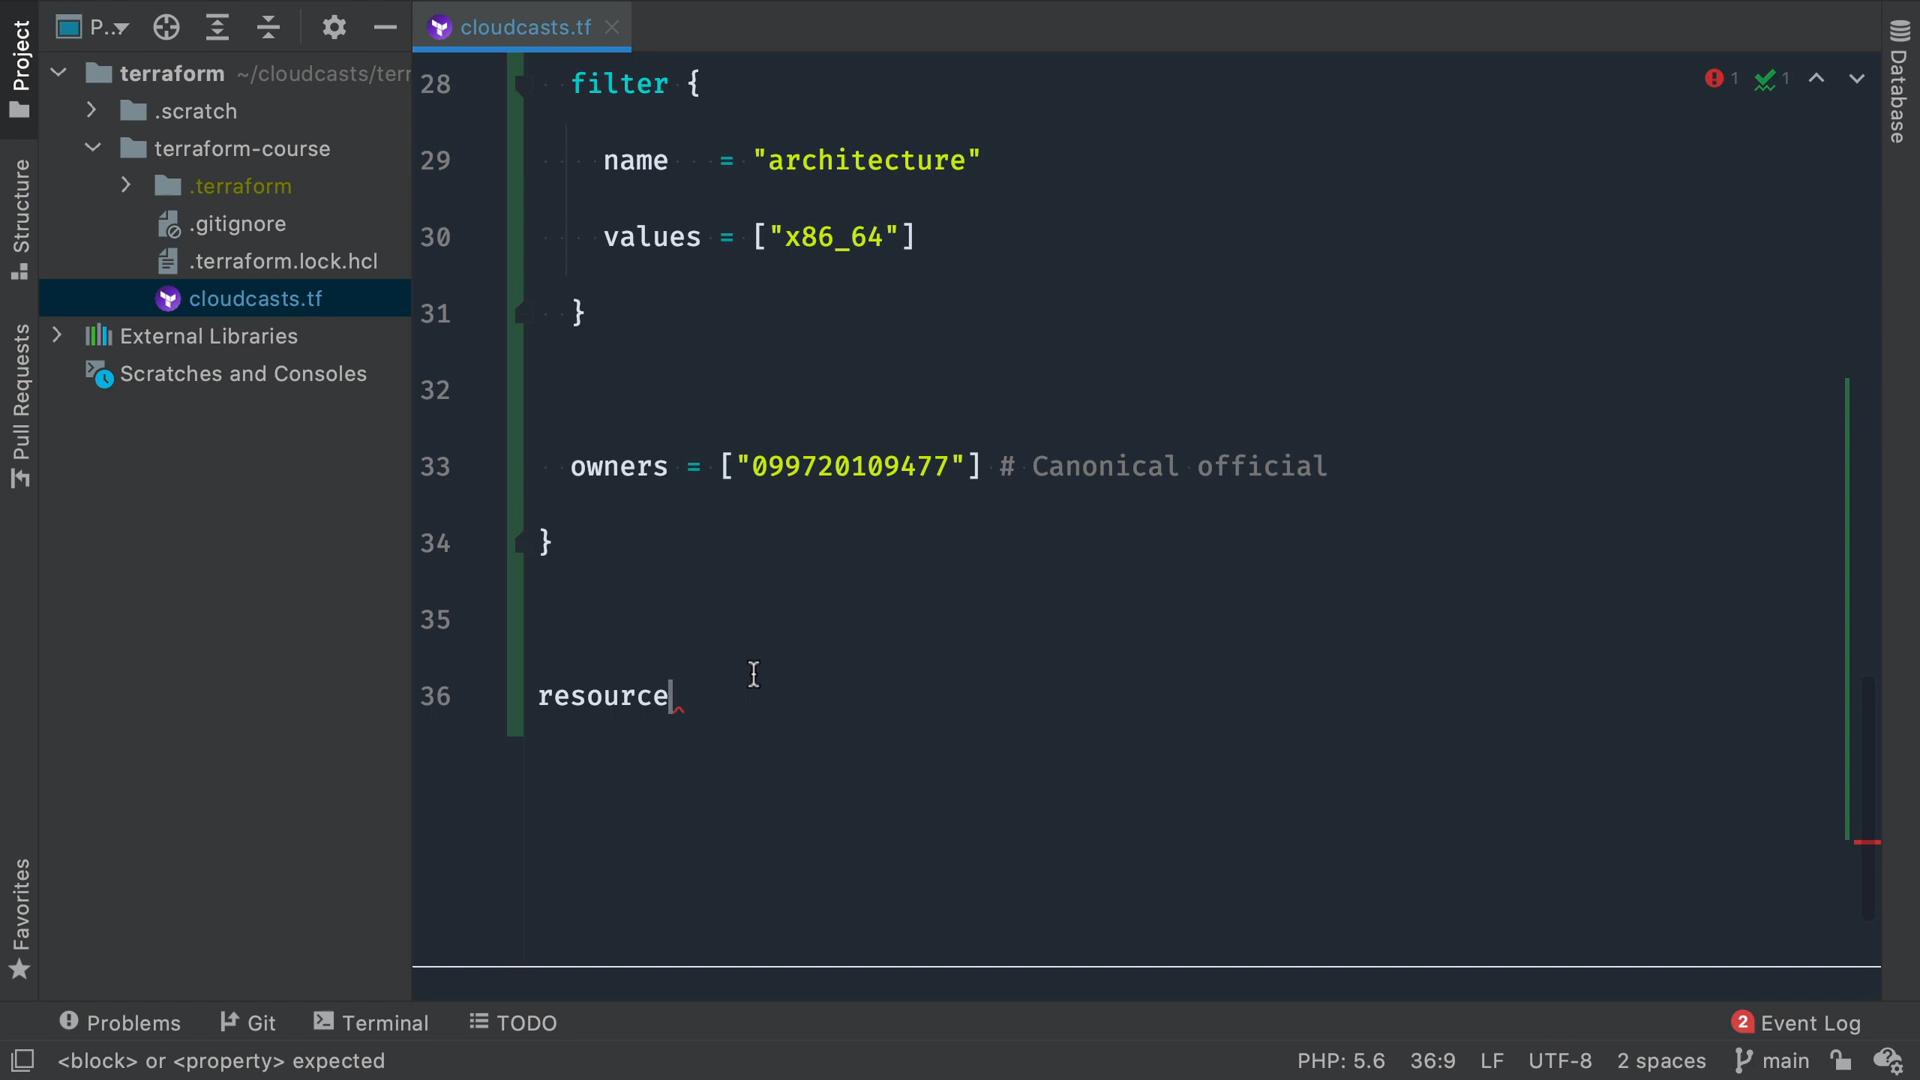 Project
Structure
Pull Requests
Favorites
P..
terraform ~/cloudcasts/terr
.scratch
terraform-course
.terraform
.gitignore
.terraform.lock.hcl
cloudcasts.tf
External Libraries
Scratches and Consoles
cloudcasts.tf
1 1
28 filter {
29 name = "architecture"
30 values = ["x86_64"]
31 }
32
33 owners = ["099720109477"] # Canonical official
34 }
35
36 resource
Database
Problems Git Terminal TODO 2 Event Log
<block> or <property> expected PHP: 5.6 36:9 LF UTF-8 2 spaces main